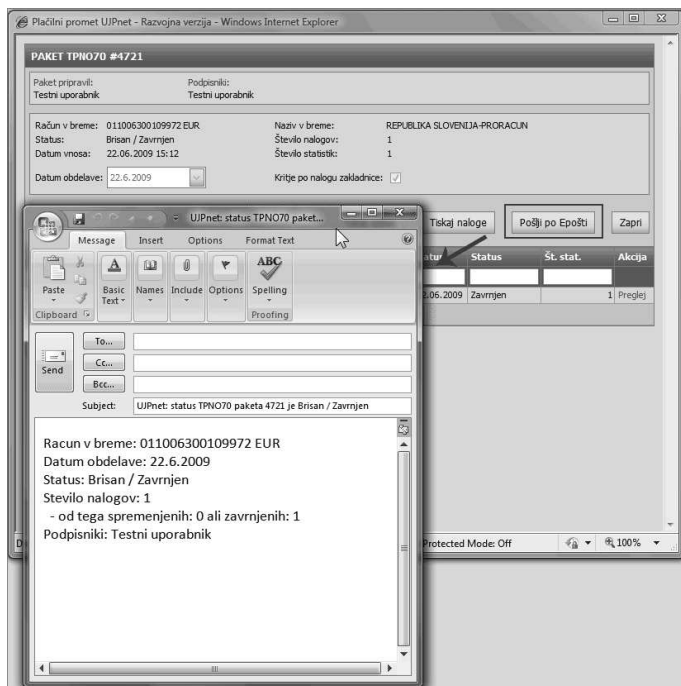 Plačilni promet UJPnet - Razvojna verzija - Windows Internet Explorer
PAKET TPNO70 #4721
Paket pripravil: Podpisniki:
Testni uporabnik Testni uporabnik
Račun v breme: 011006300109972 EUR Naziv v breme: REPUBLIKA SLOVENIJA-PRORACUN
Status: Brisan / Zavrnjen Število nalogov: 1
Datum vnosa: 22.06.2009 15:12 Število statistik: 1
Datum obdelave: 22.6.2009 Kritje po nalogu zakladnice:
Tiskaj naloge Pošlji po Epošti Zapri
Status Št. stat. Akcija
.06.2009 Zavrnjen 1 Preglej
UJPnet: status TPNO70 paket...
Message Insert Options Format Text
Paste Basic Text Names Include Options Spelling
Clipboard Proofing
Send
To...
Cc...
Bcc...
Subject: UJPnet: status TPNO70 paketa 4721 je Brisan / Zavrnjen
Racun v breme: 011006300109972 EUR
Datum obdelave: 22.6.2009
Status: Brisan / Zavrnjen
Stevilo nalogov: 1
- od tega spremenjenih: 0 ali zavrnjenih: 1
Podpisniki: Testni uporabnik
Protected Mode: Off 100%